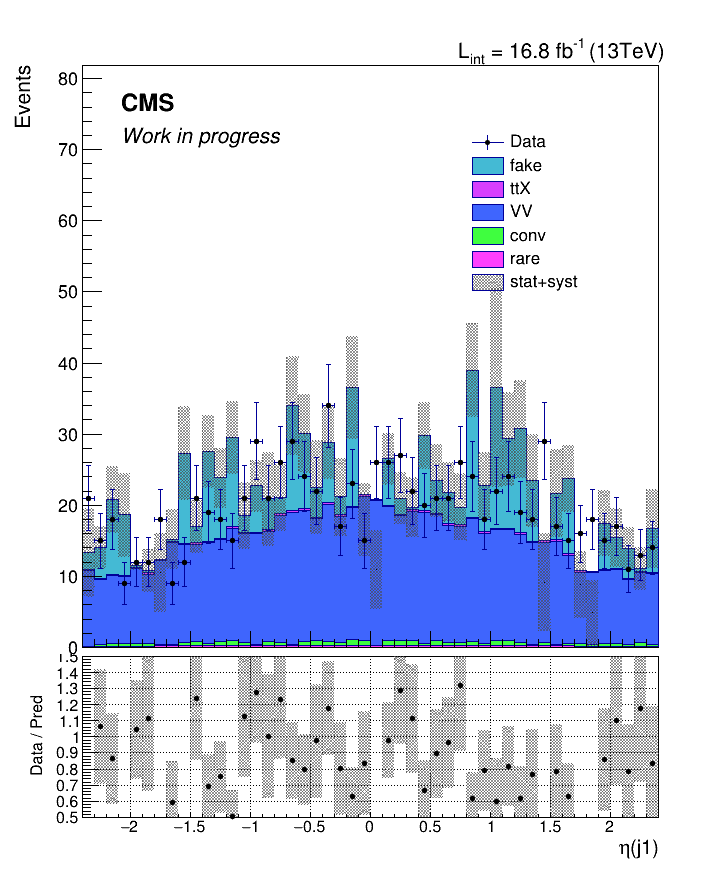 L_int = 16.8 fb^-1 (13TeV)
Events
80
70
60
50
40
30
20
10
0
CMS
Work in progress
Data
fake
ttX
VV
conv
rare
stat+syst
Data / Pred
1.5
1.4
1.3
1.2
1.1
1
0.9
0.8
0.7
0.6
0.5
−2 −1.5 −1 −0.5 0 0.5 1 1.5 2
η(j1)